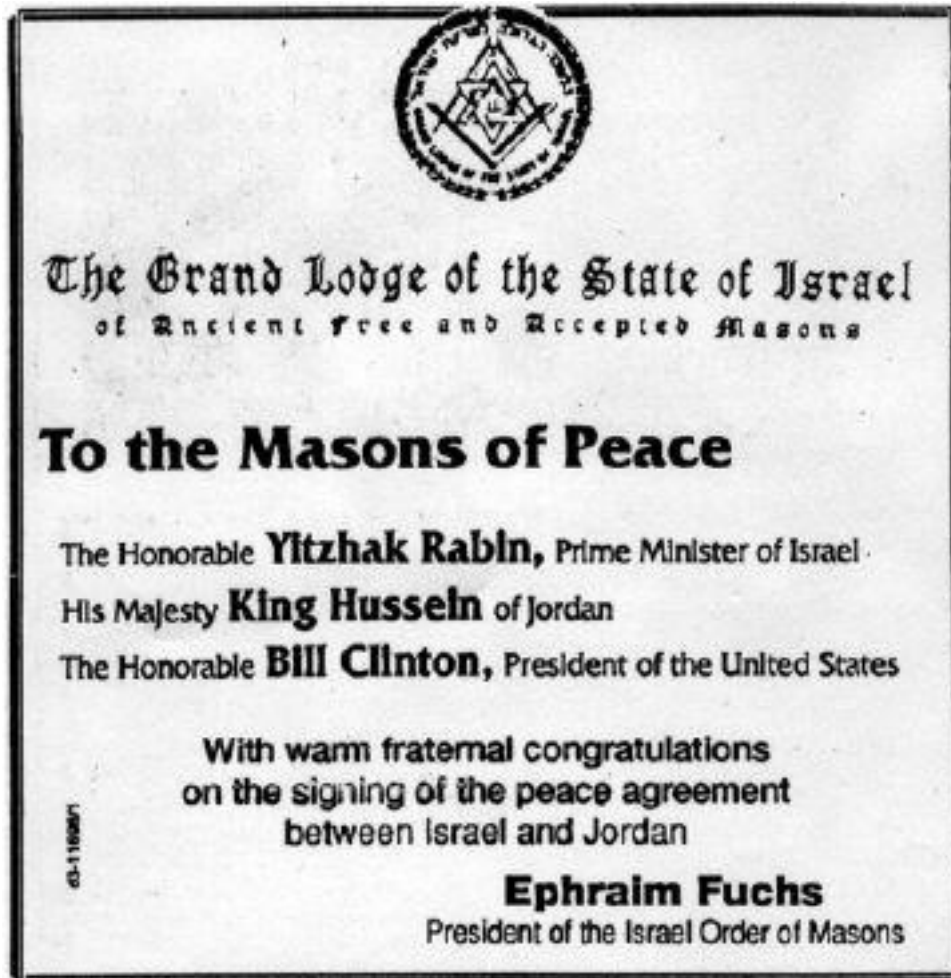 The Grand Lodge of the State of Israel
of Ancient Free and Accepted Masons
To the Masons of Peace
The Honorable Yitzhak Rabin, Prime Minister of Israel
His Majesty King Hussein of Jordan
The Honorable Bill Clinton, President of the United States
With warm fraternal congratulations
on the signing of the peace agreement
between Israel and Jordan
Ephraim Fuchs
President of the Israel Order of Masons